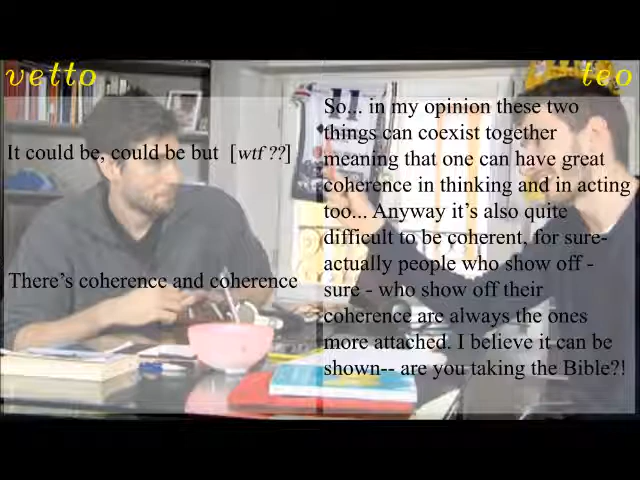 vetto
teo
It could be, could be but [wtf ??]
There's coherence and coherence
So... in my opinion these two
things can coexist together
meaning that one can have great
coherence in thinking and in acting
too... Anyway it's also quite
difficult to be coherent, for sure-
actually people who show off -
sure - who show off their
coherence are always the ones
more attached. I believe it can be
shown-- are you taking the Bible?!